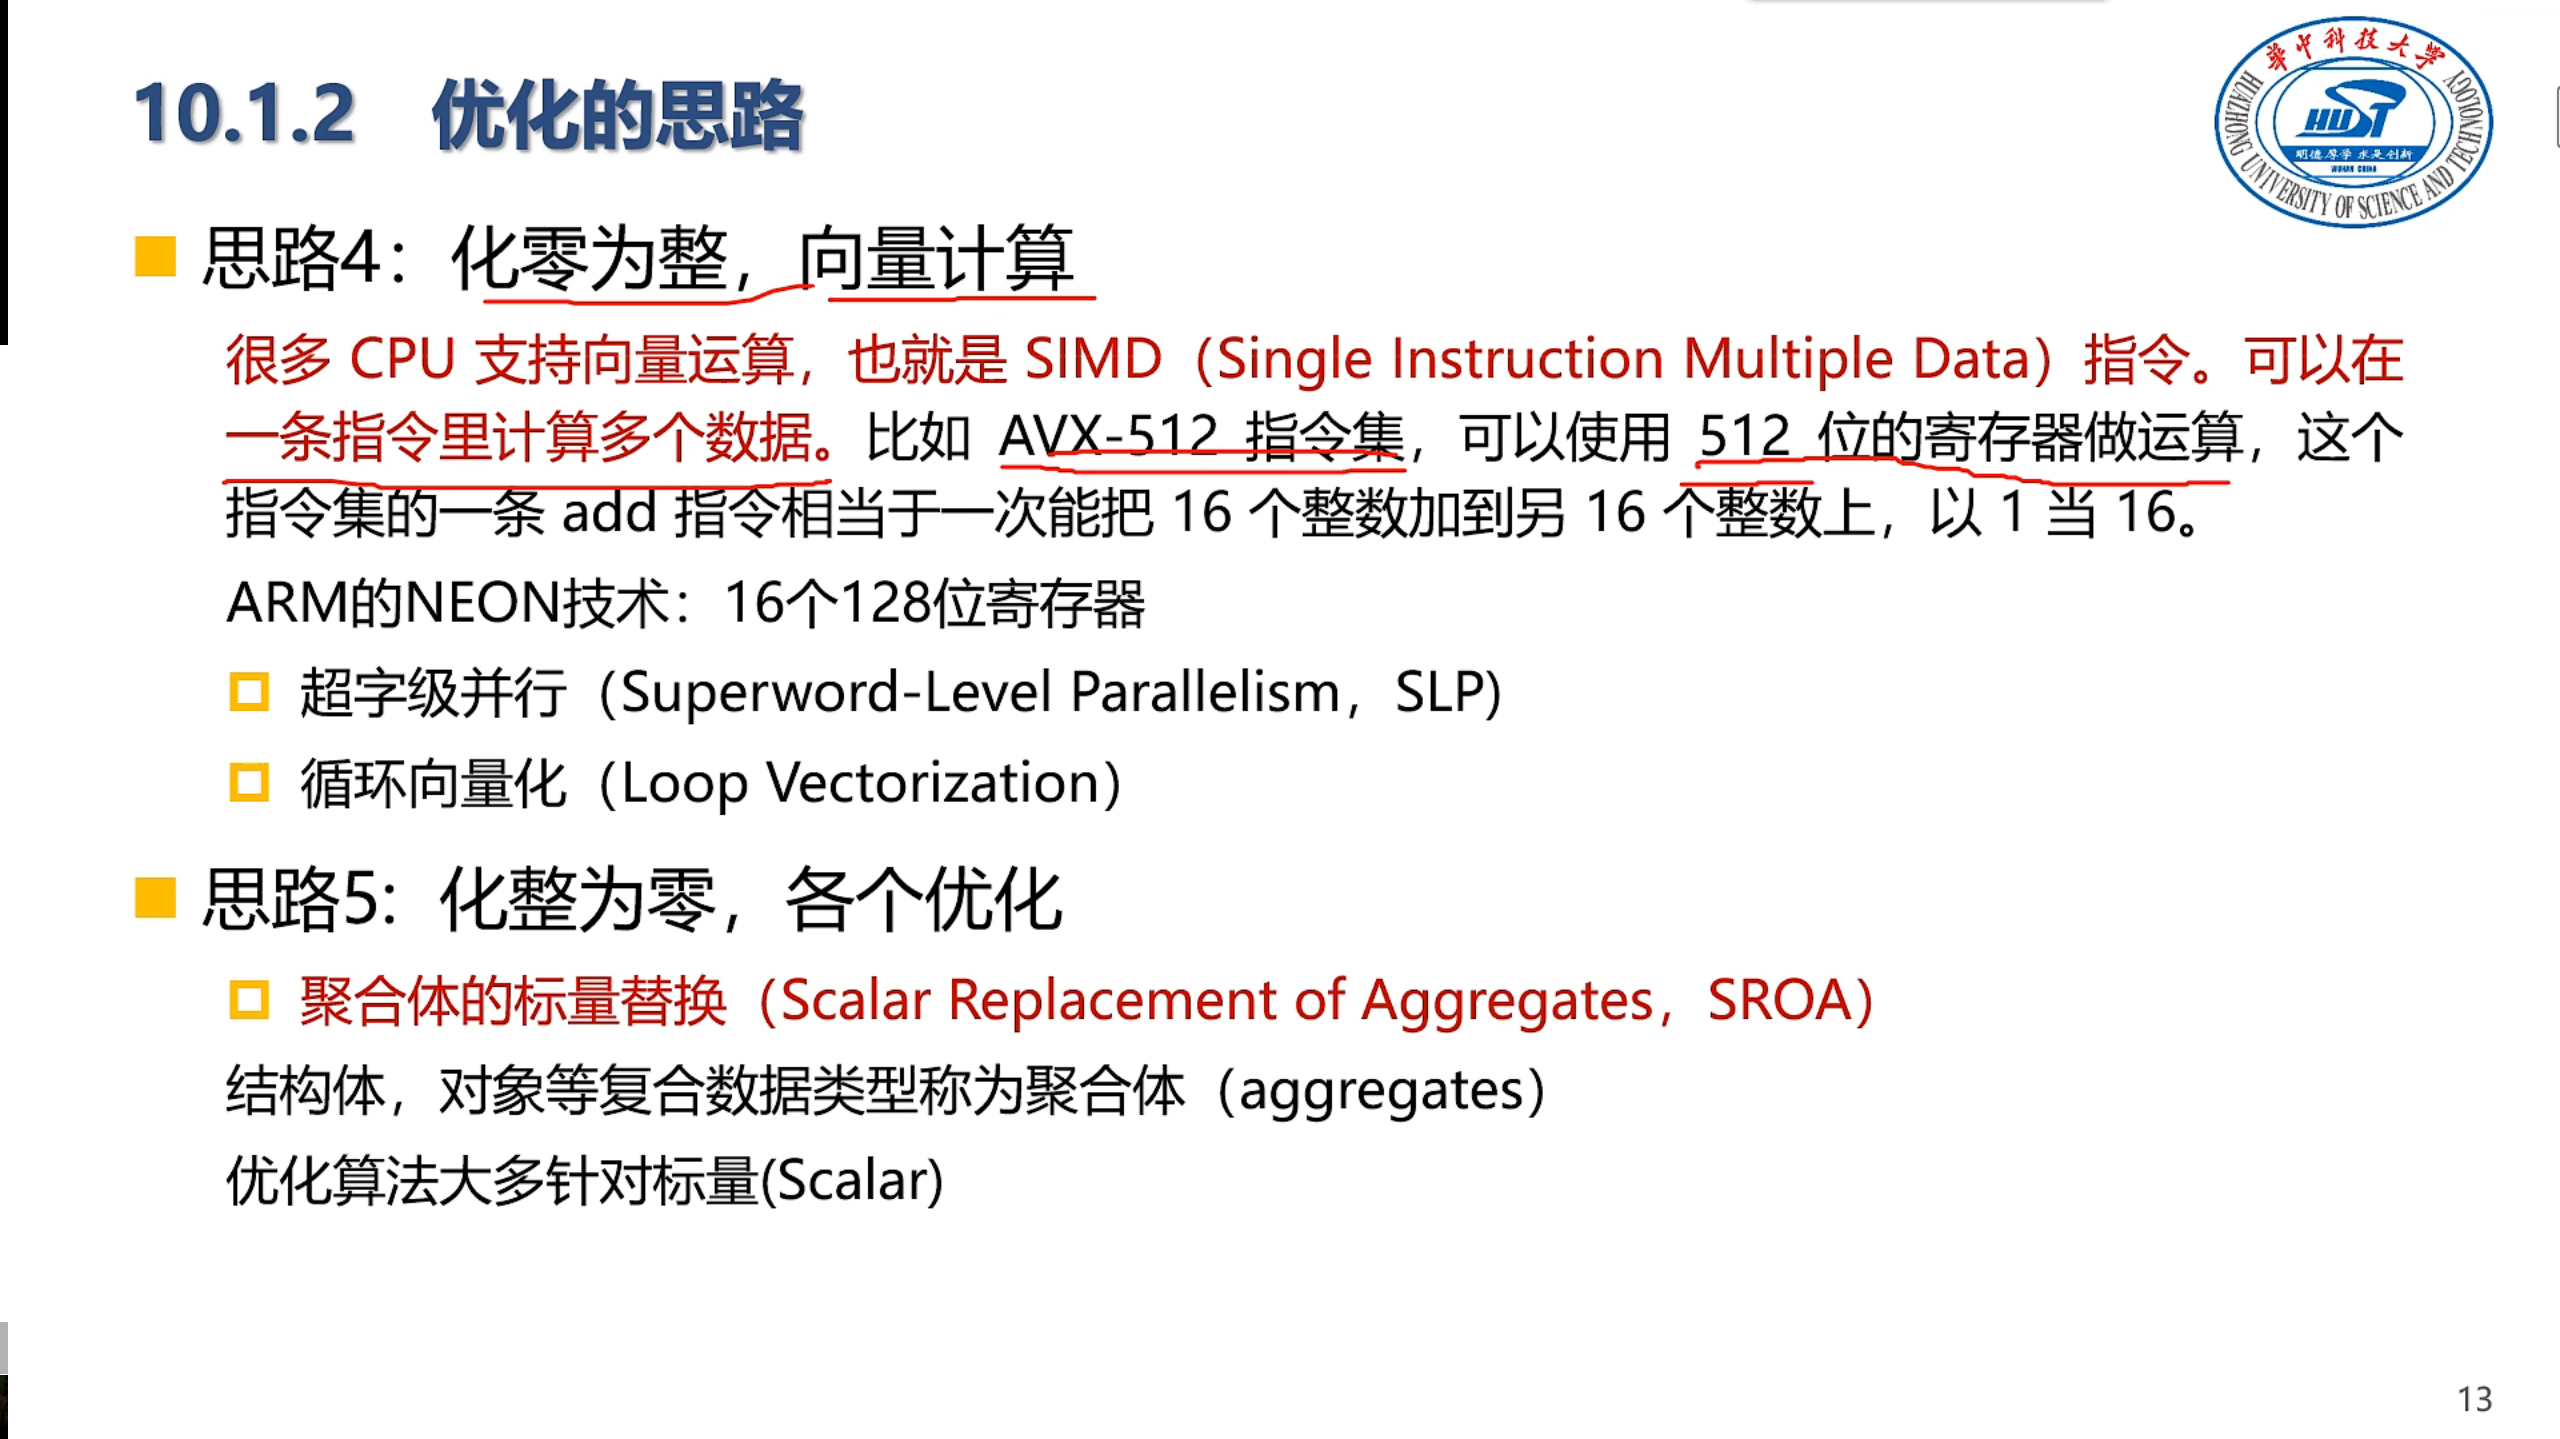 10.1.2 优化的思路
华中科技大学
HUAZHONG UNIVERSITY OF SCIENCE AND TECHNOLOGY
HUST
明德厚学 求是创新
WUHAN CHINA
思路4：化零为整，向量计算
很多 CPU 支持向量运算，也就是 SIMD（Single Instruction Multiple Data）指令。可以在
一条指令里计算多个数据。比如 AVX-512 指令集，可以使用 512 位的寄存器做运算，这个
指令集的一条 add 指令相当于一次能把 16 个整数加到另 16 个整数上，以 1 当 16。
ARM的NEON技术：16个128位寄存器
超字级并行（Superword-Level Parallelism，SLP)
循环向量化（Loop Vectorization）
思路5：化整为零，各个优化
聚合体的标量替换（Scalar Replacement of Aggregates，SROA）
结构体，对象等复合数据类型称为聚合体（aggregates）
优化算法大多针对标量(Scalar)
13